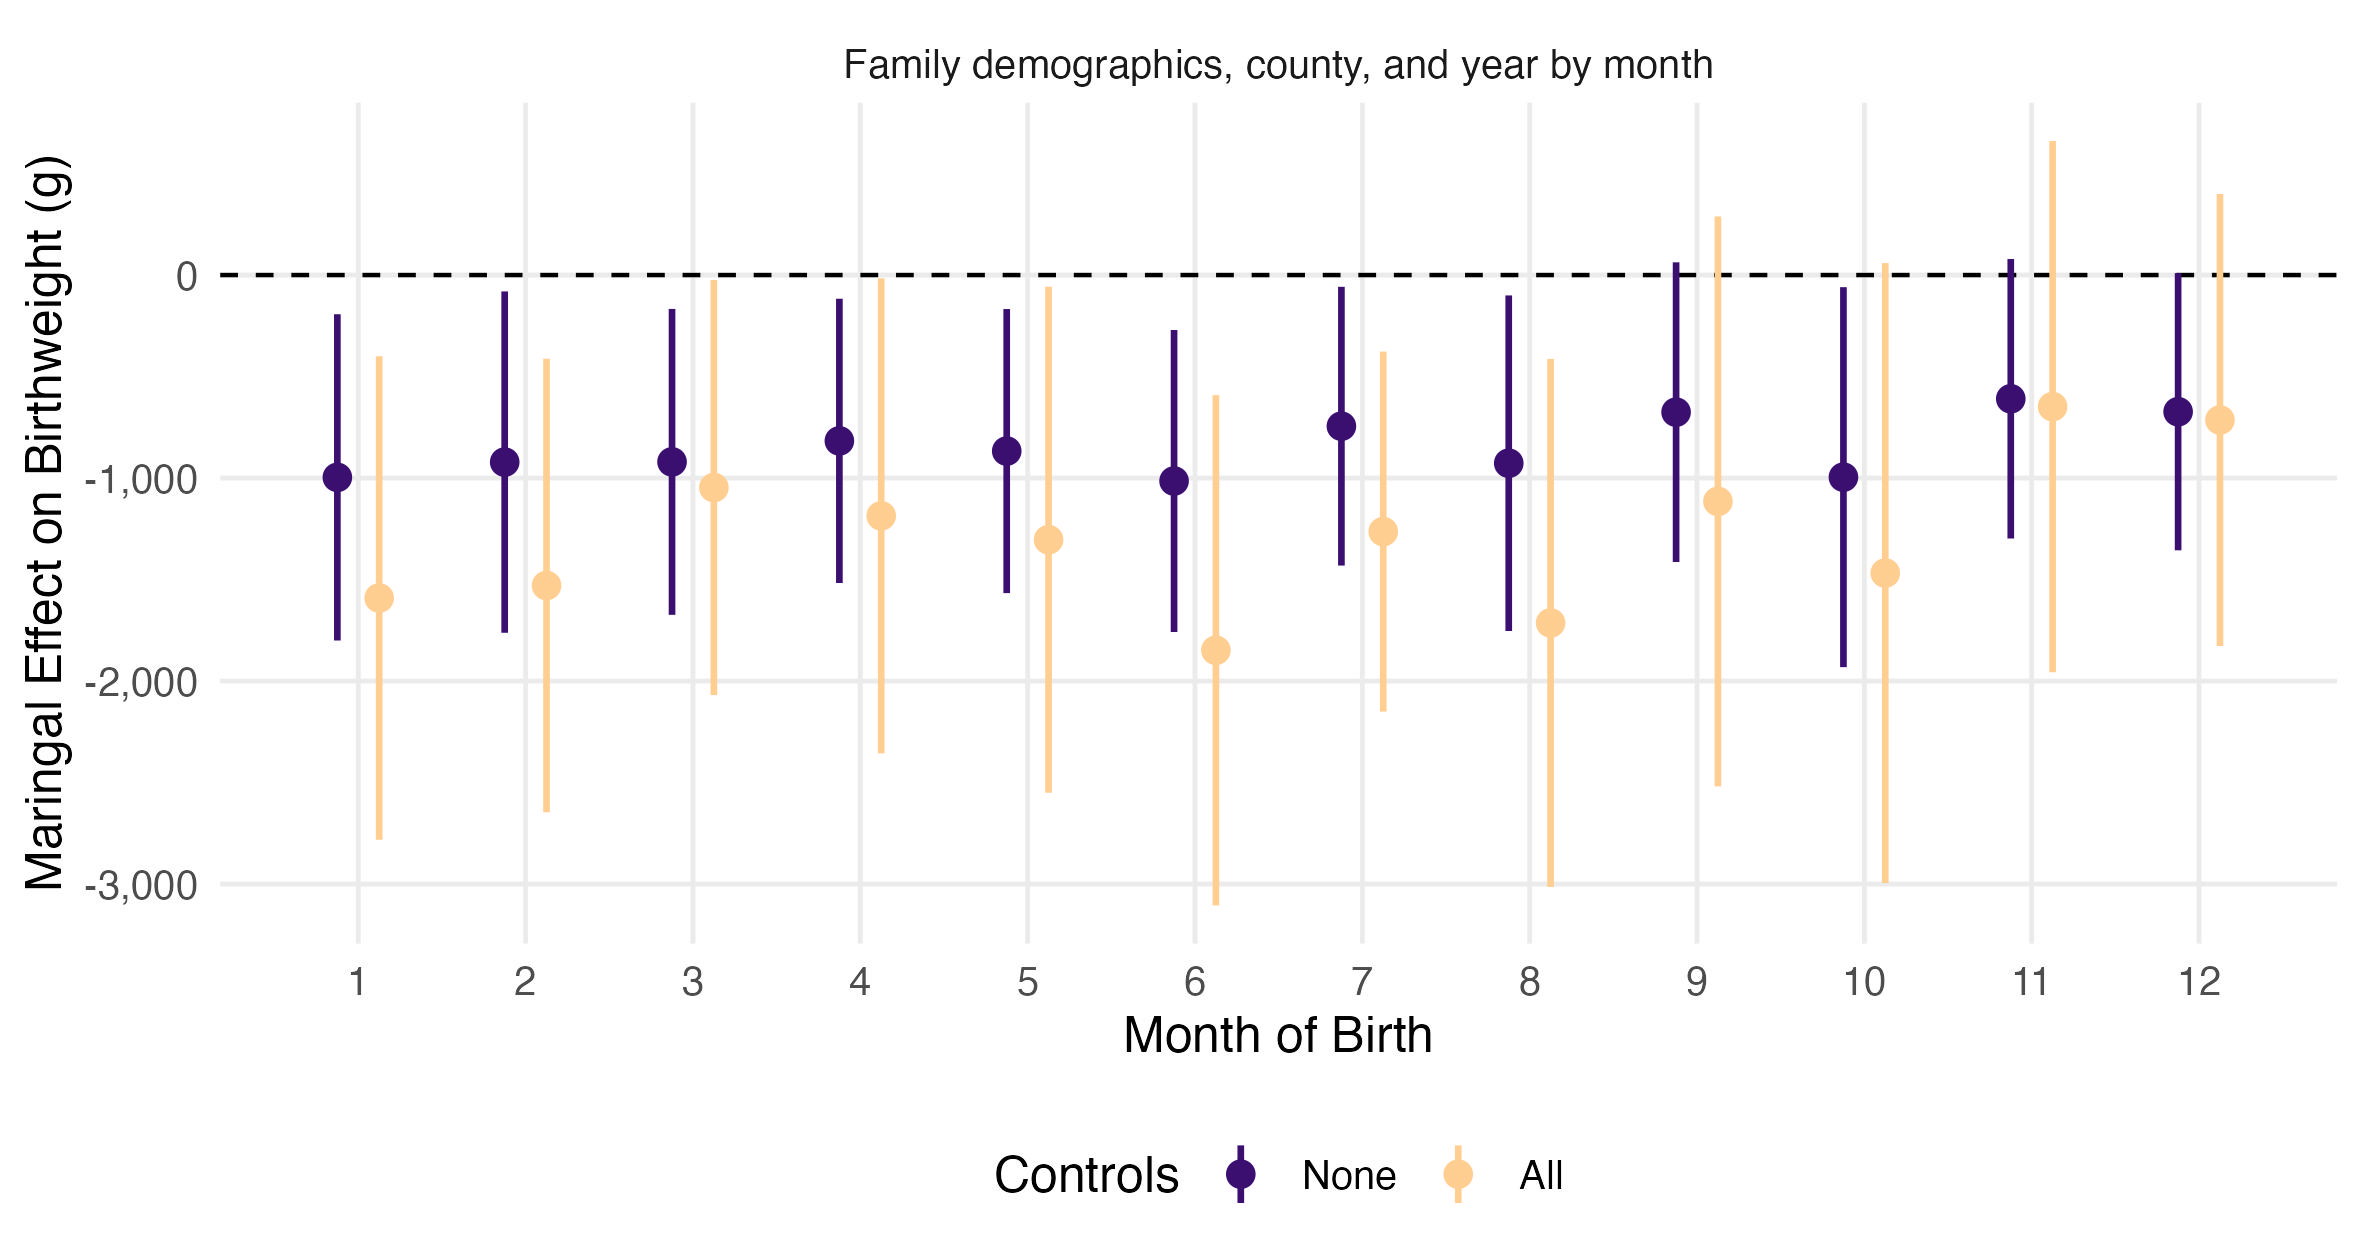 Family demographics, county, and year by month
Maringal Effect on Birthweight (g)
0
-1,000
-2,000
-3,000
1 2 3 4 5 6 7 8 9 10 11 12
Month of Birth
Controls None All